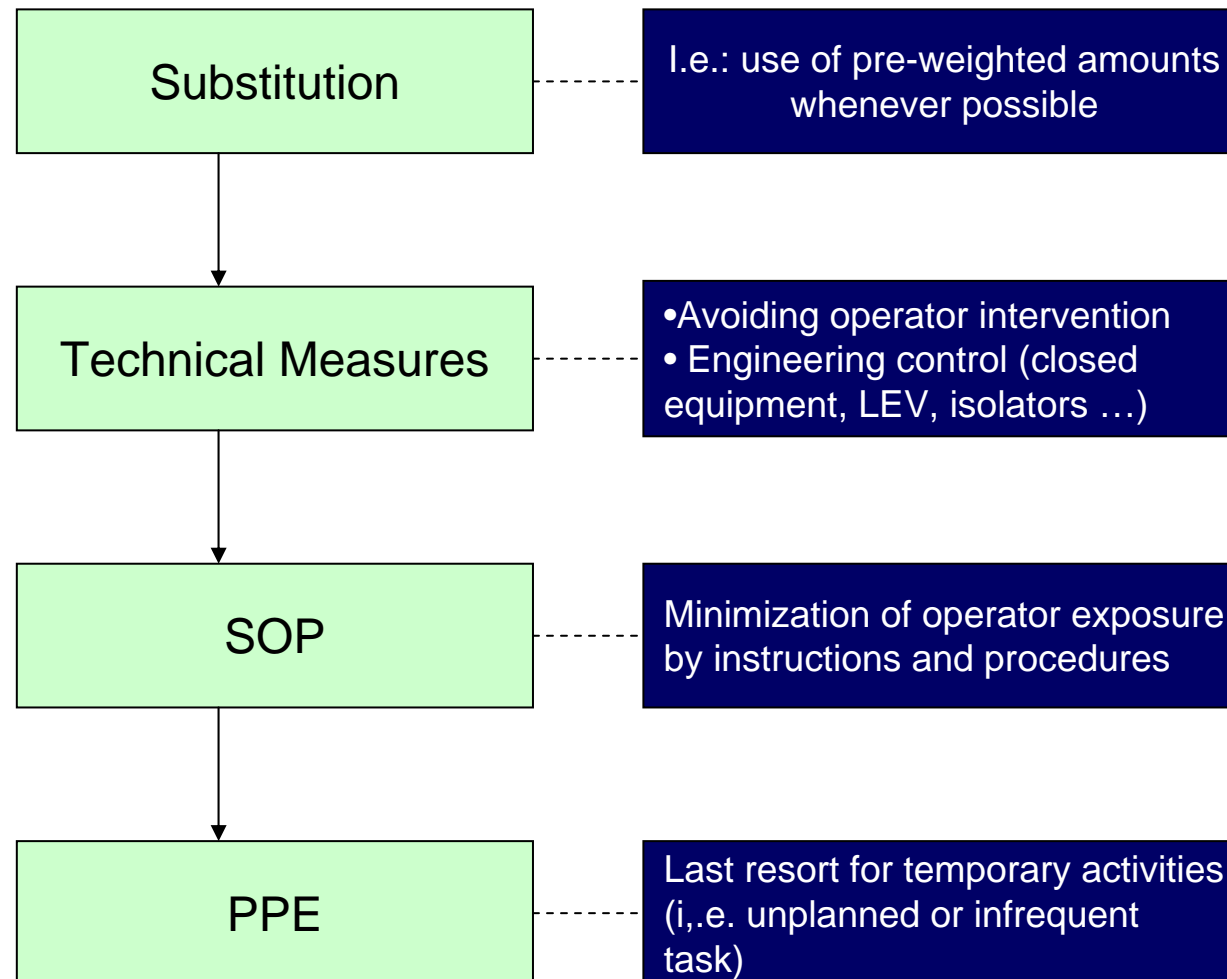 Substitution
I.e.: use of pre-weighted amounts
whenever possible
Technical Measures
•Avoiding operator intervention
• Engineering control (closed
equipment, LEV, isolators …)
SOP
Minimization of operator exposure
by instructions and procedures
PPE
Last resort for temporary activities
(i,.e. unplanned or infrequent
task)